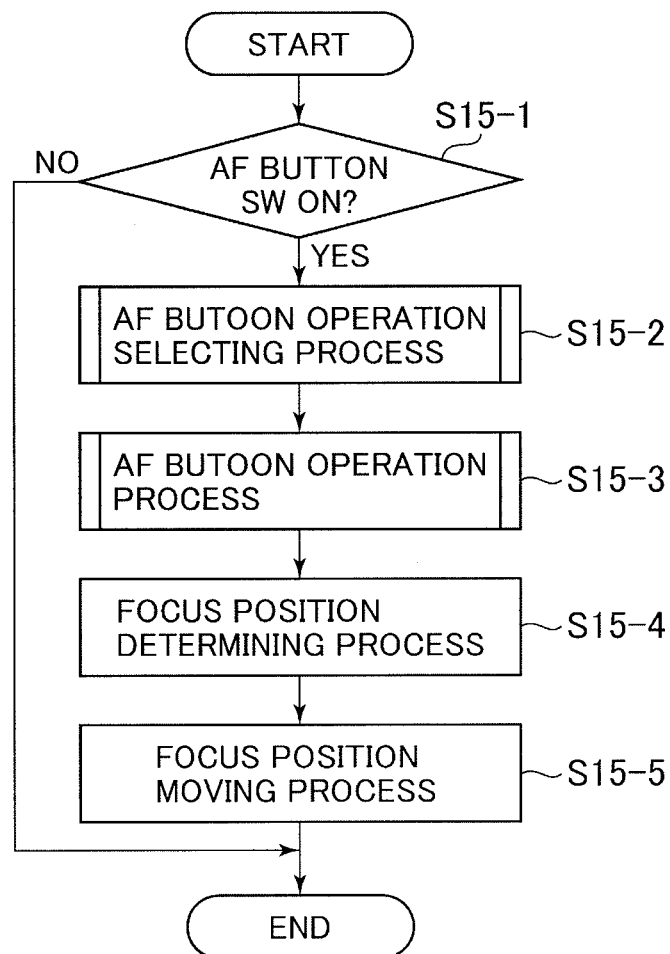 START
S15-1
NO
AF BUTTON
SW ON?
YES
AF BUTOON OPERATION
SELECTING PROCESS
S15-2
AF BUTOON OPERATION
PROCESS
S15-3
FOCUS POSITION
DETERMINING PROCESS
S15-4
FOCUS POSITION
MOVING PROCESS
S15-5
END